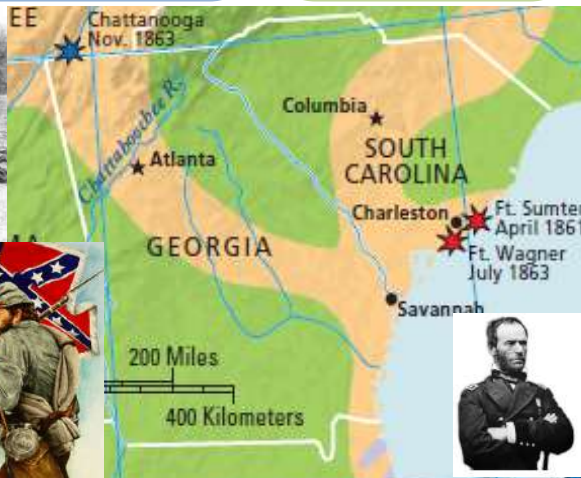 EE
Chattanooga
Nov. 1863
Chattahoochee R.
Columbia
SOUTH
CAROLINA
Atlanta
Charleston
Ft. Sumter
April 1861
Ft. Wagner
July 1863
GEORGIA
Savannah
200 Miles
400 Kilometers